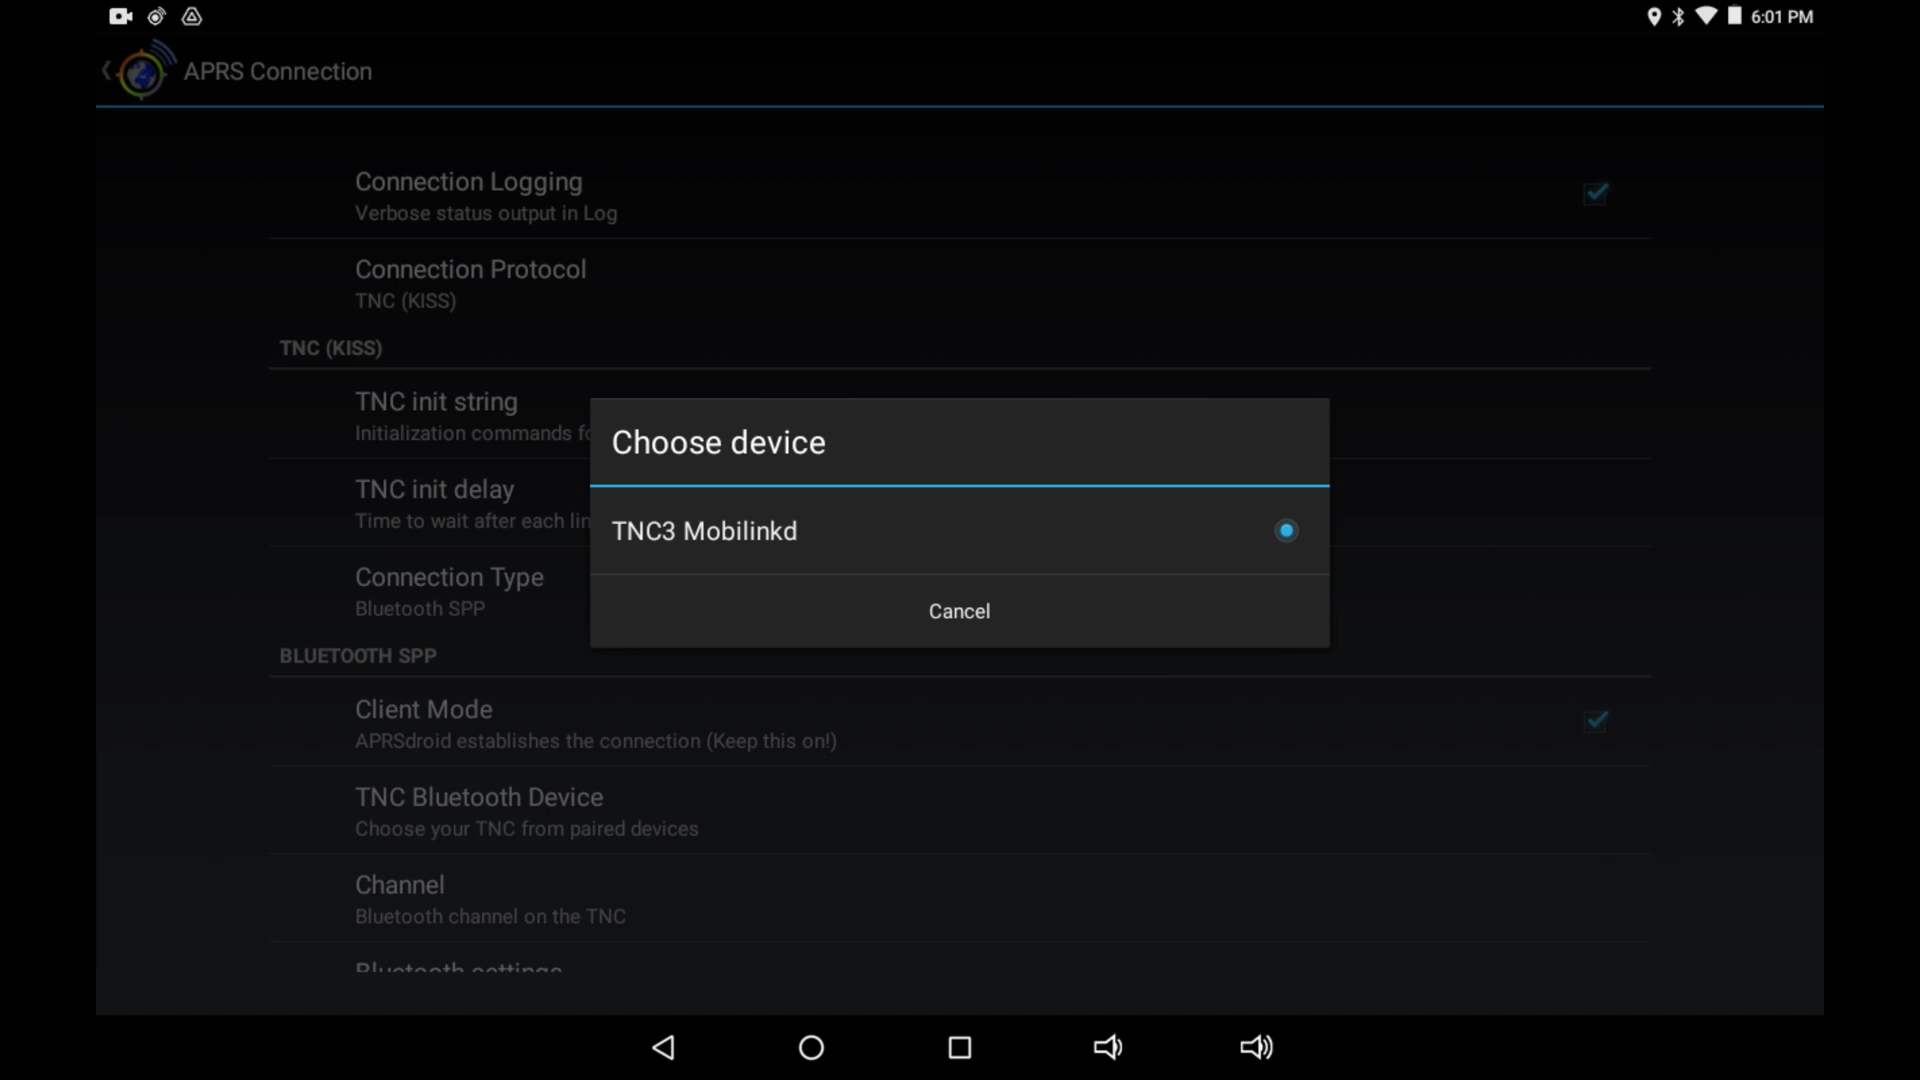 6:01 PM
APRS Connection
Connection Logging
Verbose status output in Log
Connection Protocol
TNC (KISS)
TNC (KISS)
TNC init string
Initialization commands fo
TNC init delay
Time to wait after each lin
Connection Type
Bluetooth SPP
Choose device
TNC3 Mobilinkd
Cancel
BLUETOOTH SPP
Client Mode
APRSdroid establishes the connection (Keep this on!)
TNC Bluetooth Device
Choose your TNC from paired devices
Channel
Bluetooth channel on the TNC
Bluetooth settings